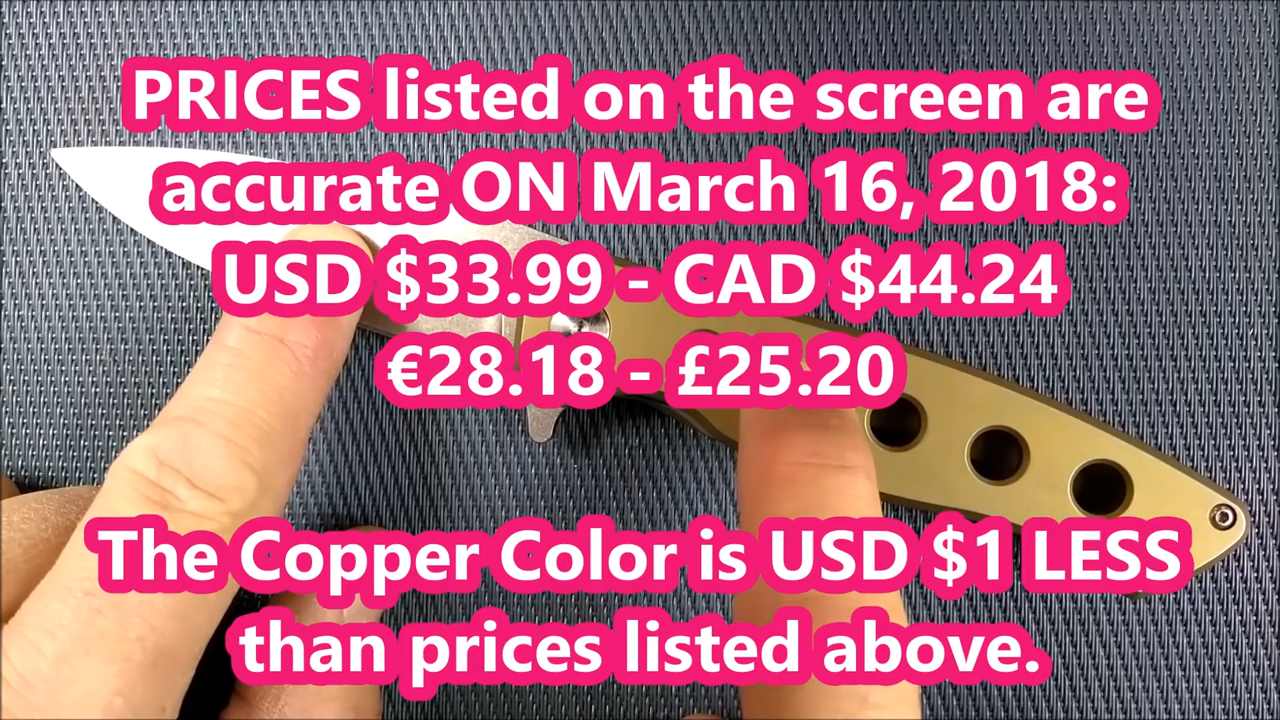 PRICES listed on the screen are
accurate ON March 16, 2018:
USD $33.99 - CAD $44.24
€28.18 - £25.20
The Copper Color is USD $1 LESS
than prices listed above.